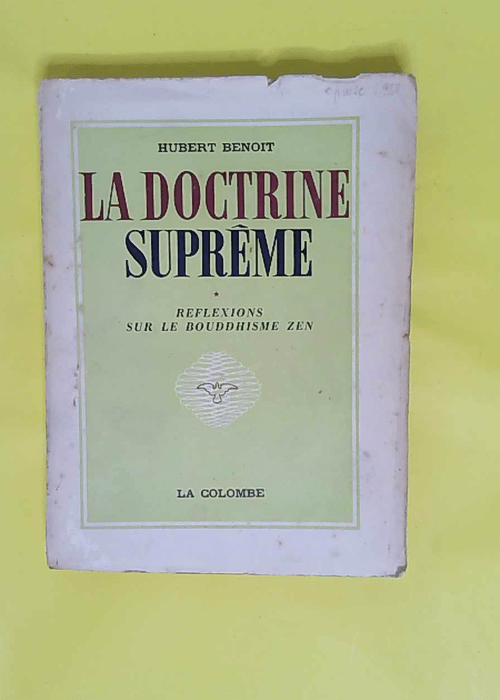 HUBERT BENOIT
LA DOCTRINE
SUPRÊME
*
REFLEXIONS
SUR LE BOUDDHISME ZEN
LA COLOMBE